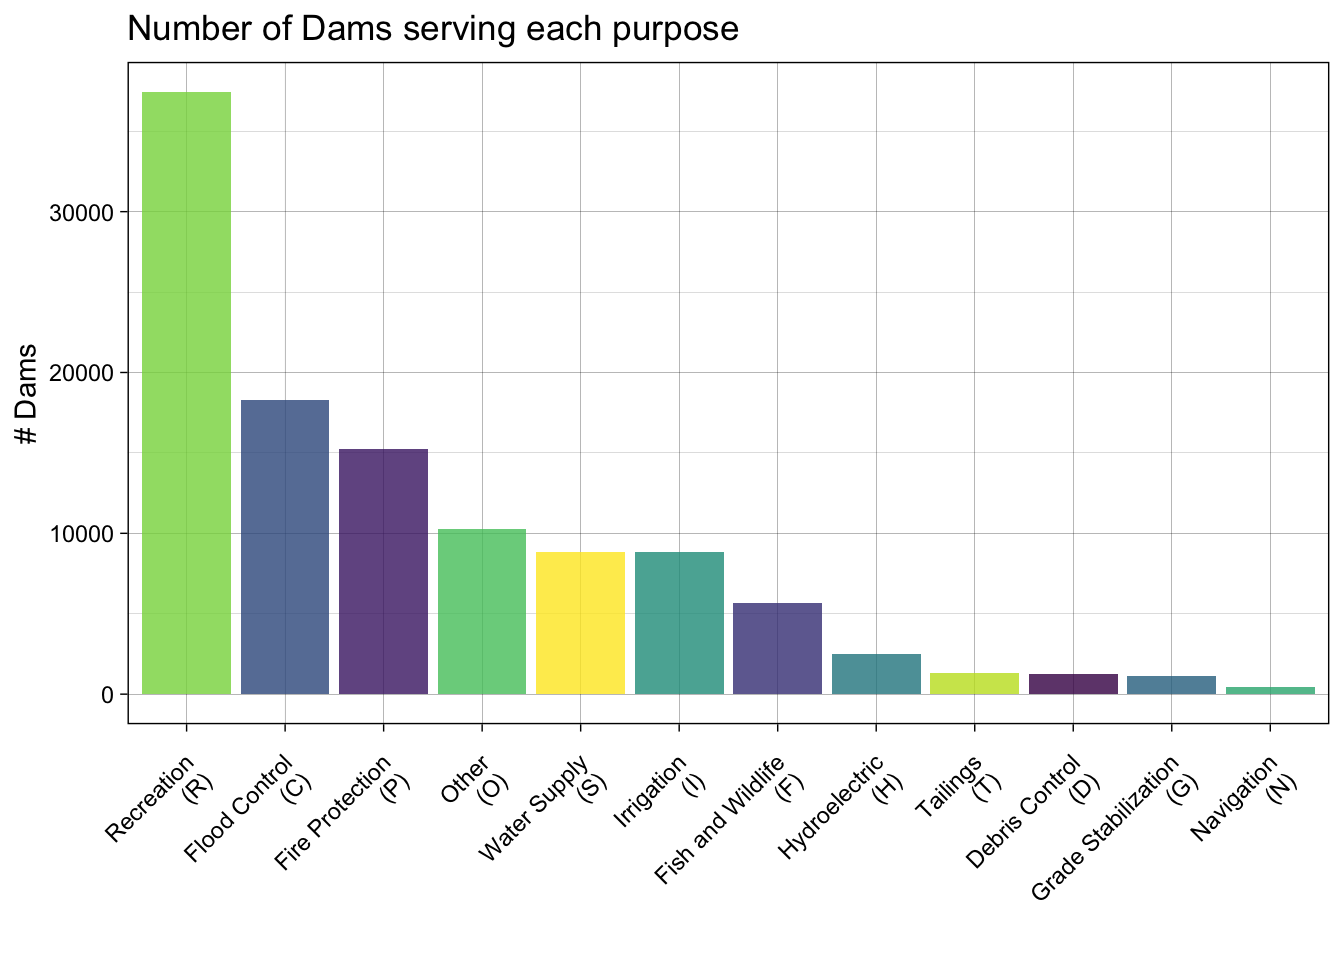 Number of Dams serving each purpose
# Dams
30000
20000
10000
0
Recreation
(R)
Flood Control
(C)
Fire Protection
(P)
Other
(O)
Water Supply
(S)
Irrigation
(I)
Fish and Wildlife
(F)
Hydroelectric
(H)
Tailings
(T)
Debris Control
(D)
Grade Stabilization
(G)
Navigation
(N)